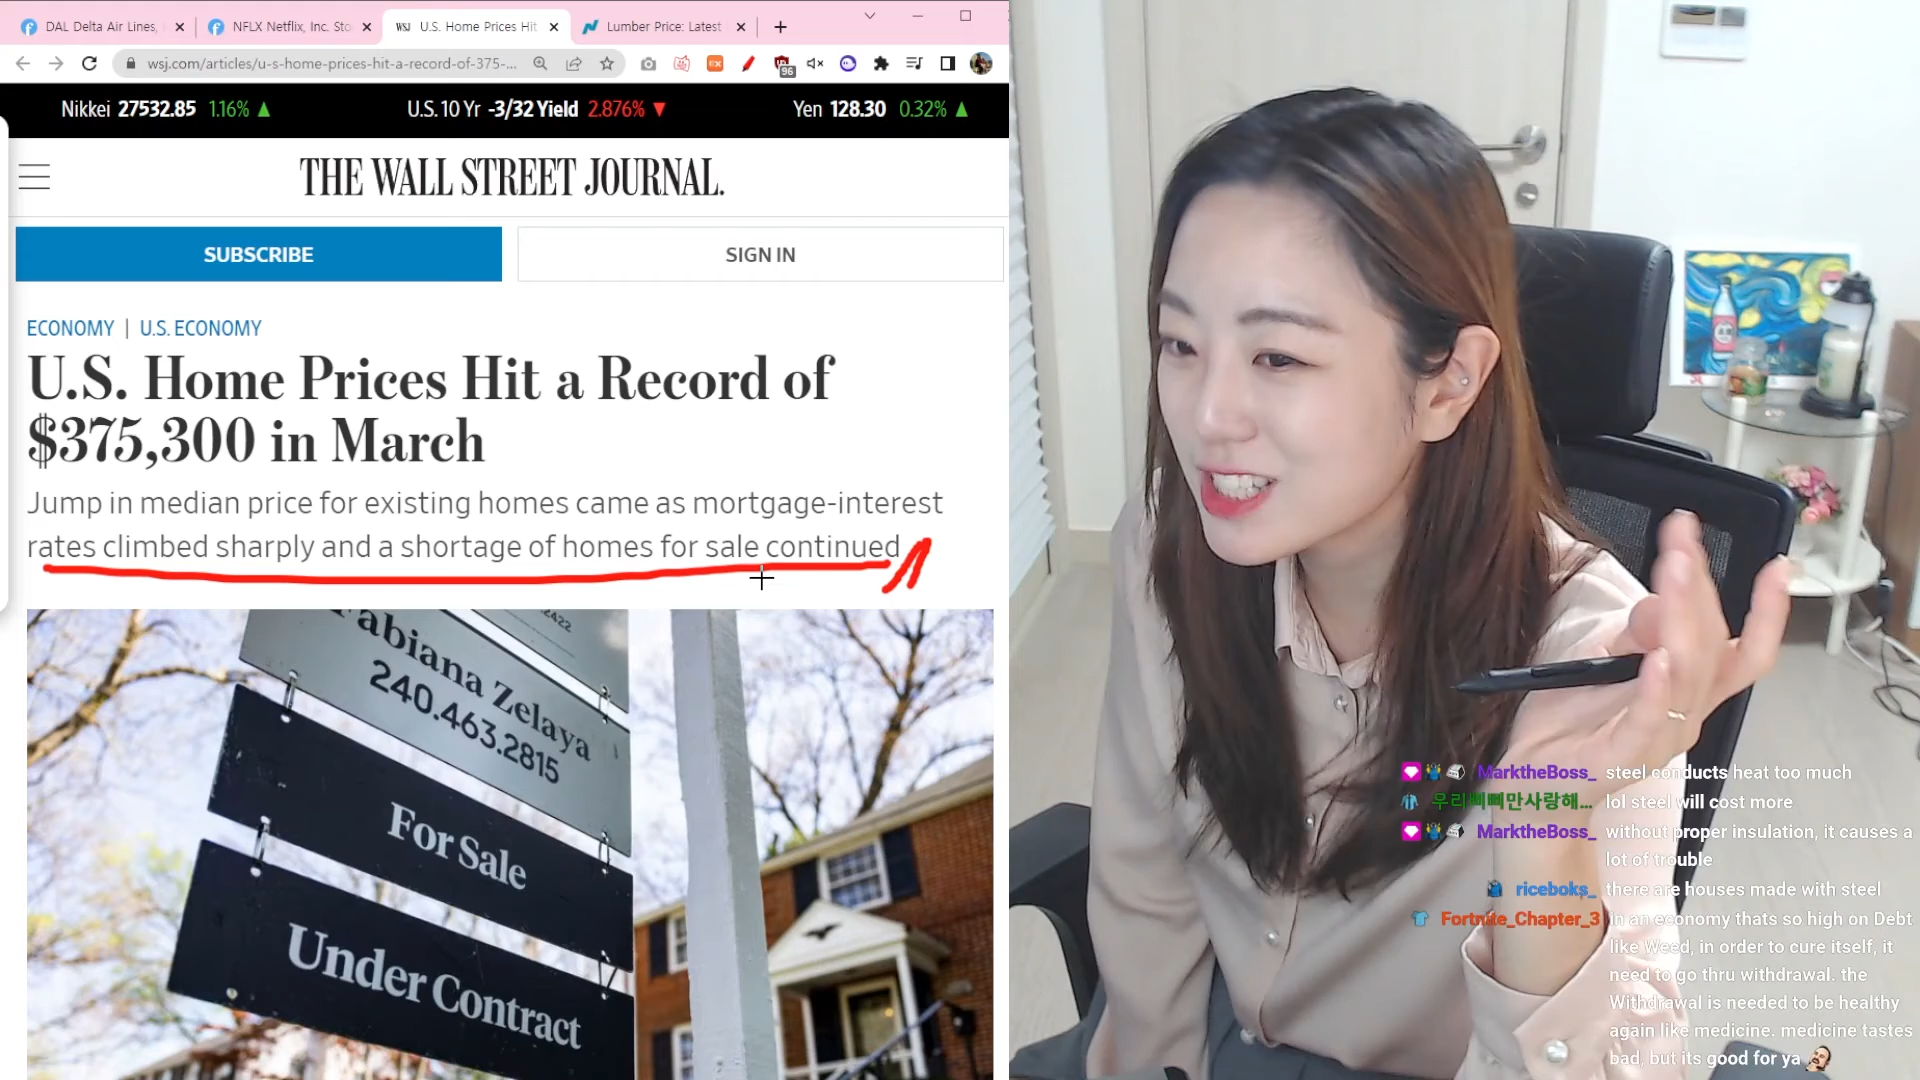 DAL Delta Air Lines,
NFLX Netflix, Inc. Sto
WSJ U.S. Home Prices Hit
Lumber Price: Latest
wsj.com/articles/u-s-home-prices-hit-a-record-of-375-...
96
Nikkei 27532.85 1.16% ▲
U.S. 10 Yr -3/32 Yield 2.876% ▼
Yen 128.30 0.32% ▲
THE WALL STREET JOURNAL.
SUBSCRIBE
SIGN IN
ECONOMY | U.S. ECONOMY
U.S. Home Prices Hit a Record of
$375,300 in March
Jump in median price for existing homes came as mortgage-interest
rates climbed sharply and a shortage of homes for sale continued
2422
Fabiana Zelaya
240.463.2815
For Sale
Under Contract
MarktheBoss_ steel conducts heat too much
우리삐삐만사랑해... lol steel will cost more
MarktheBoss_ without proper insulation, it causes a
lot of trouble
riceboks_ there are houses made with steel
Fortnite_Chapter_3 in an economy thats so high on Debt
like Weed, in order to cure itself, it
need to go thru withdrawal. the
Withdrawal is needed to be healthy
again like medicine. medicine tastes
bad, but its good for ya